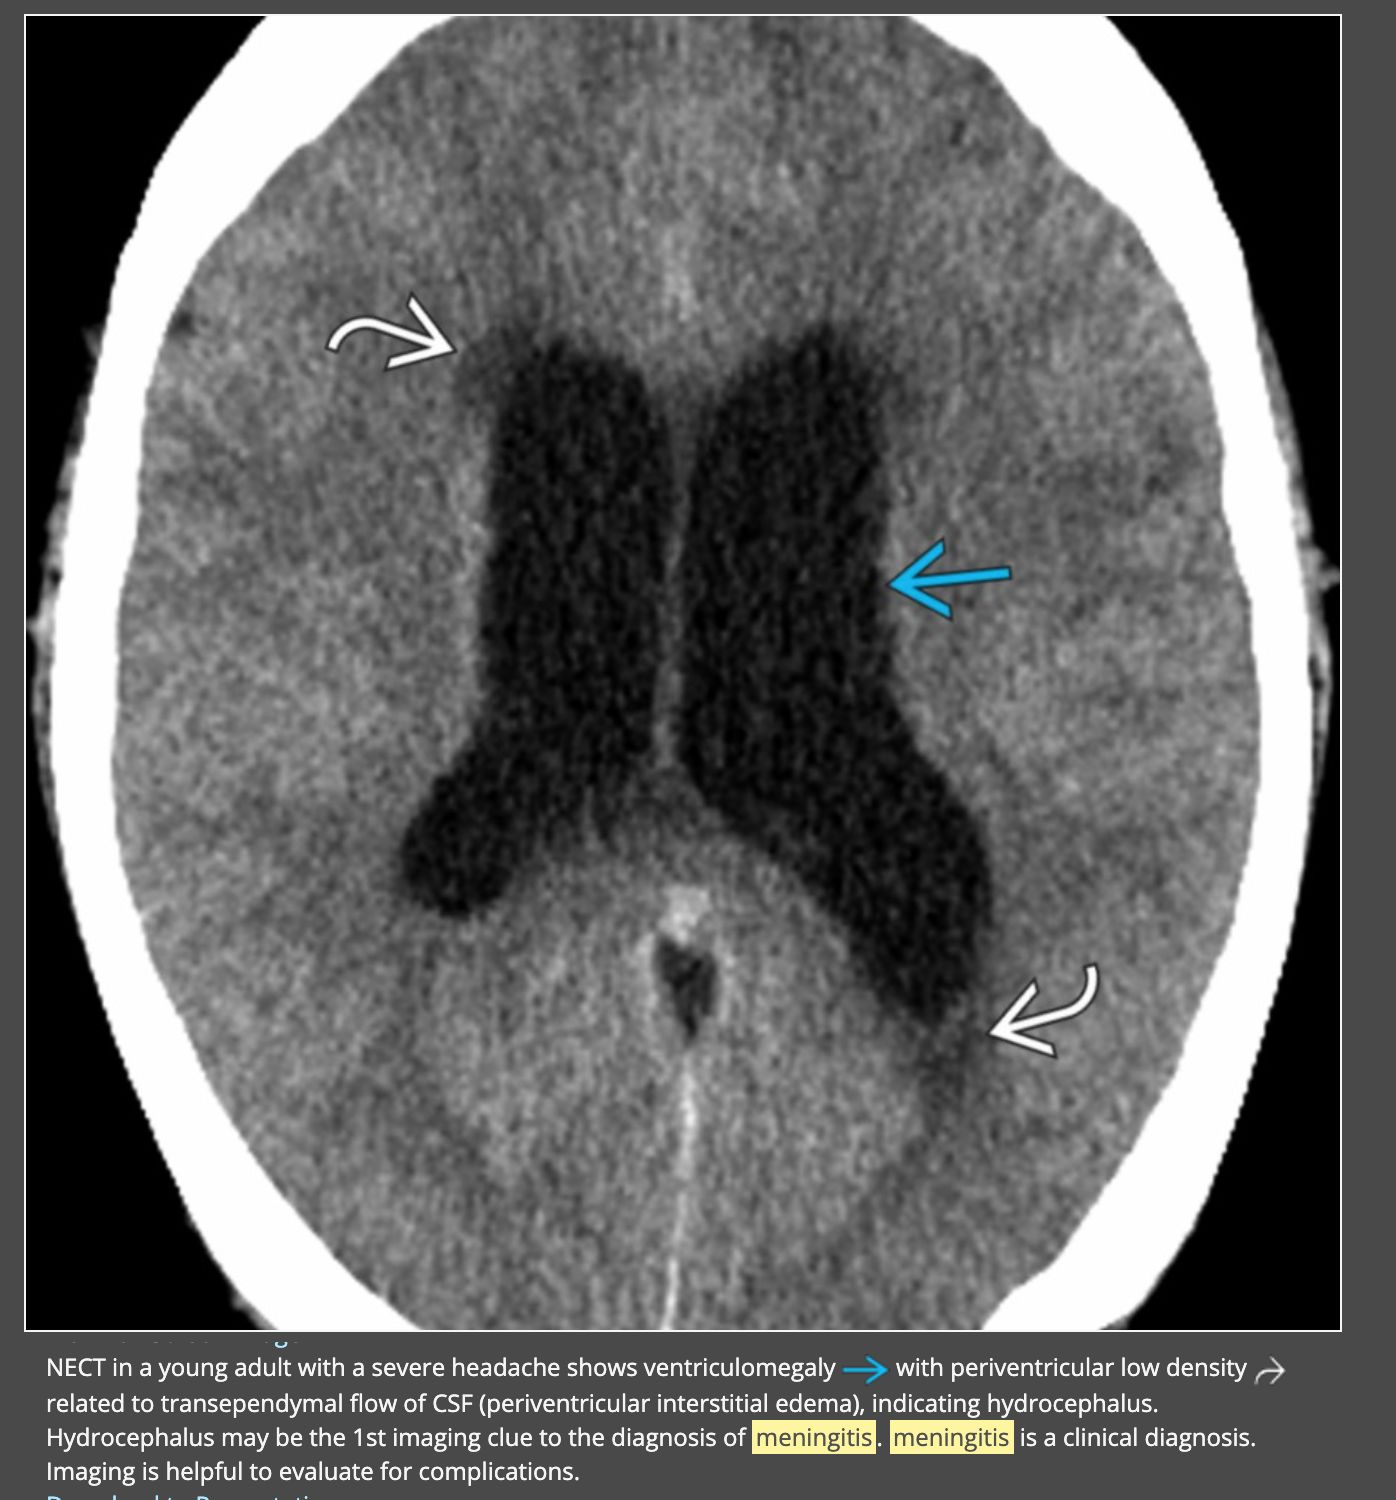 NECT in a young adult with a severe headache shows ventriculomegaly with periventricular low density
related to transependymal flow of CSF (periventricular interstitial edema), indicating hydrocephalus.
Hydrocephalus may be the 1st imaging clue to the diagnosis of meningitis. meningitis is a clinical diagnosis.
Imaging is helpful to evaluate for complications.